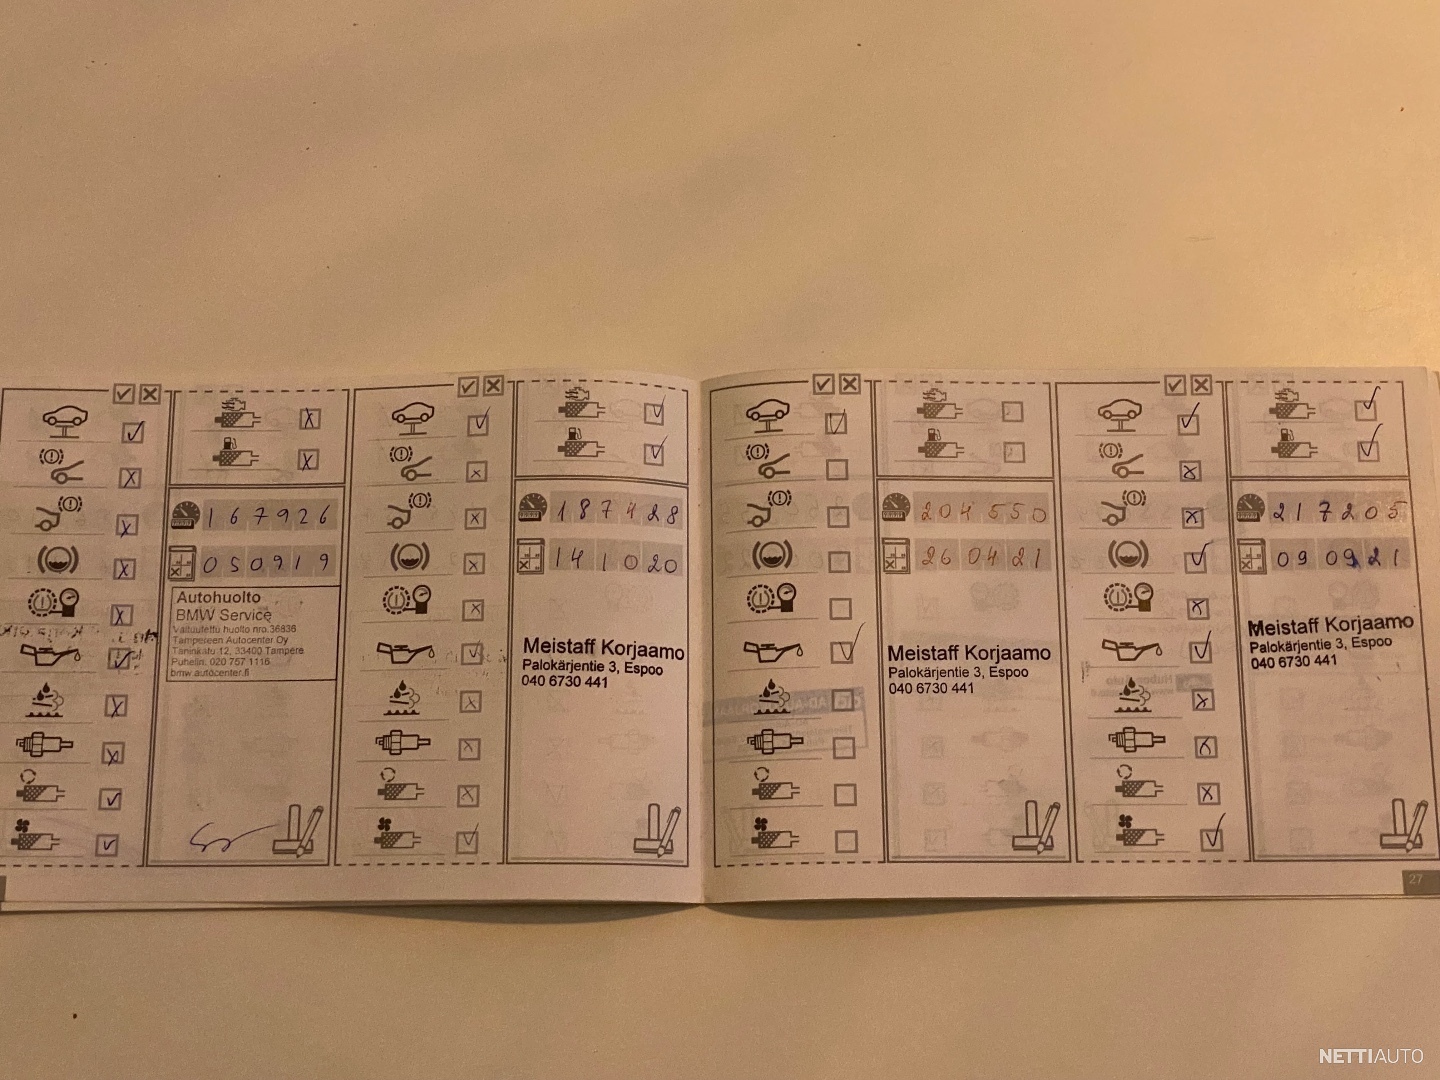 167926
050919
Autohuolto
BMW Service
Valtuutettu huolto nro.36836
Tampereen Autocenter Oy
Taninkatu 12, 33400 Tampere
Puhelin. 020 757 1116
bmw.autocenter.fi
187428
141020
Meistaff Korjaamo
Palokärjentie 3, Espoo
040 6730 441
204550
260421
Meistaff Korjaamo
Palokärjentie 3, Espoo
040 6730 441
217205
090921
Meistaff Korjaamo
Palokärjentie 3, Espoo
040 6730 441
27
NETTIAUTO